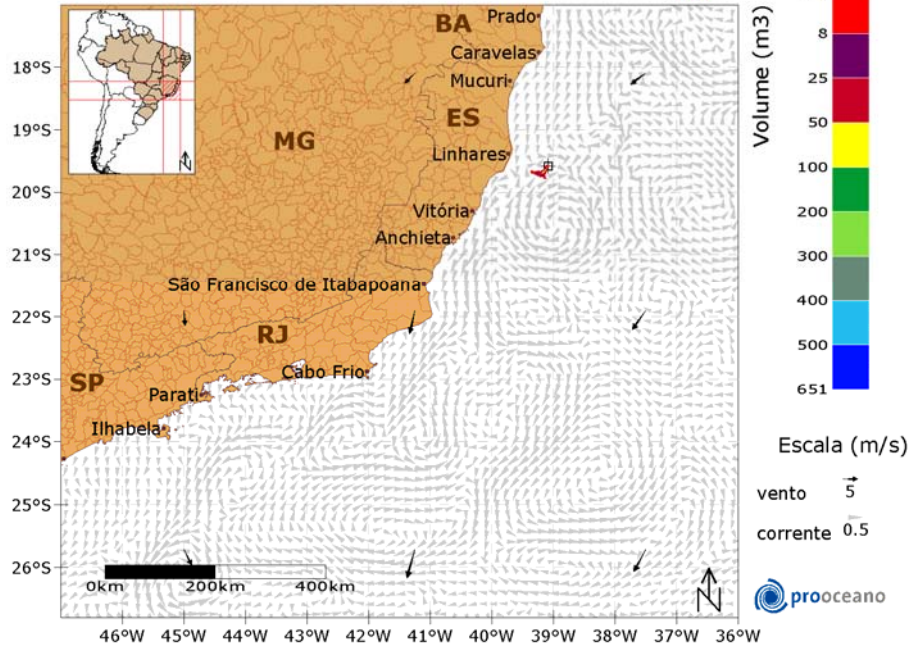 BA
Prado
Caravelas
Mucuri
ES
MG
Linhares
Vitória
Anchieta
São Francisco de Itabapoana
RJ
Cabo Frio
SP
Parati
Ilhabela
18°S
19°S
20°S
21°S
22°S
23°S
24°S
25°S
26°S
0km
200km
400km
N
N
46°W
45°W
44°W
43°W
42°W
41°W
40°W
39°W
38°W
37°W
36°W
Volume (m3)
8
25
50
100
200
300
400
500
651
Escala (m/s)
vento 5
corrente 0.5
prooceano